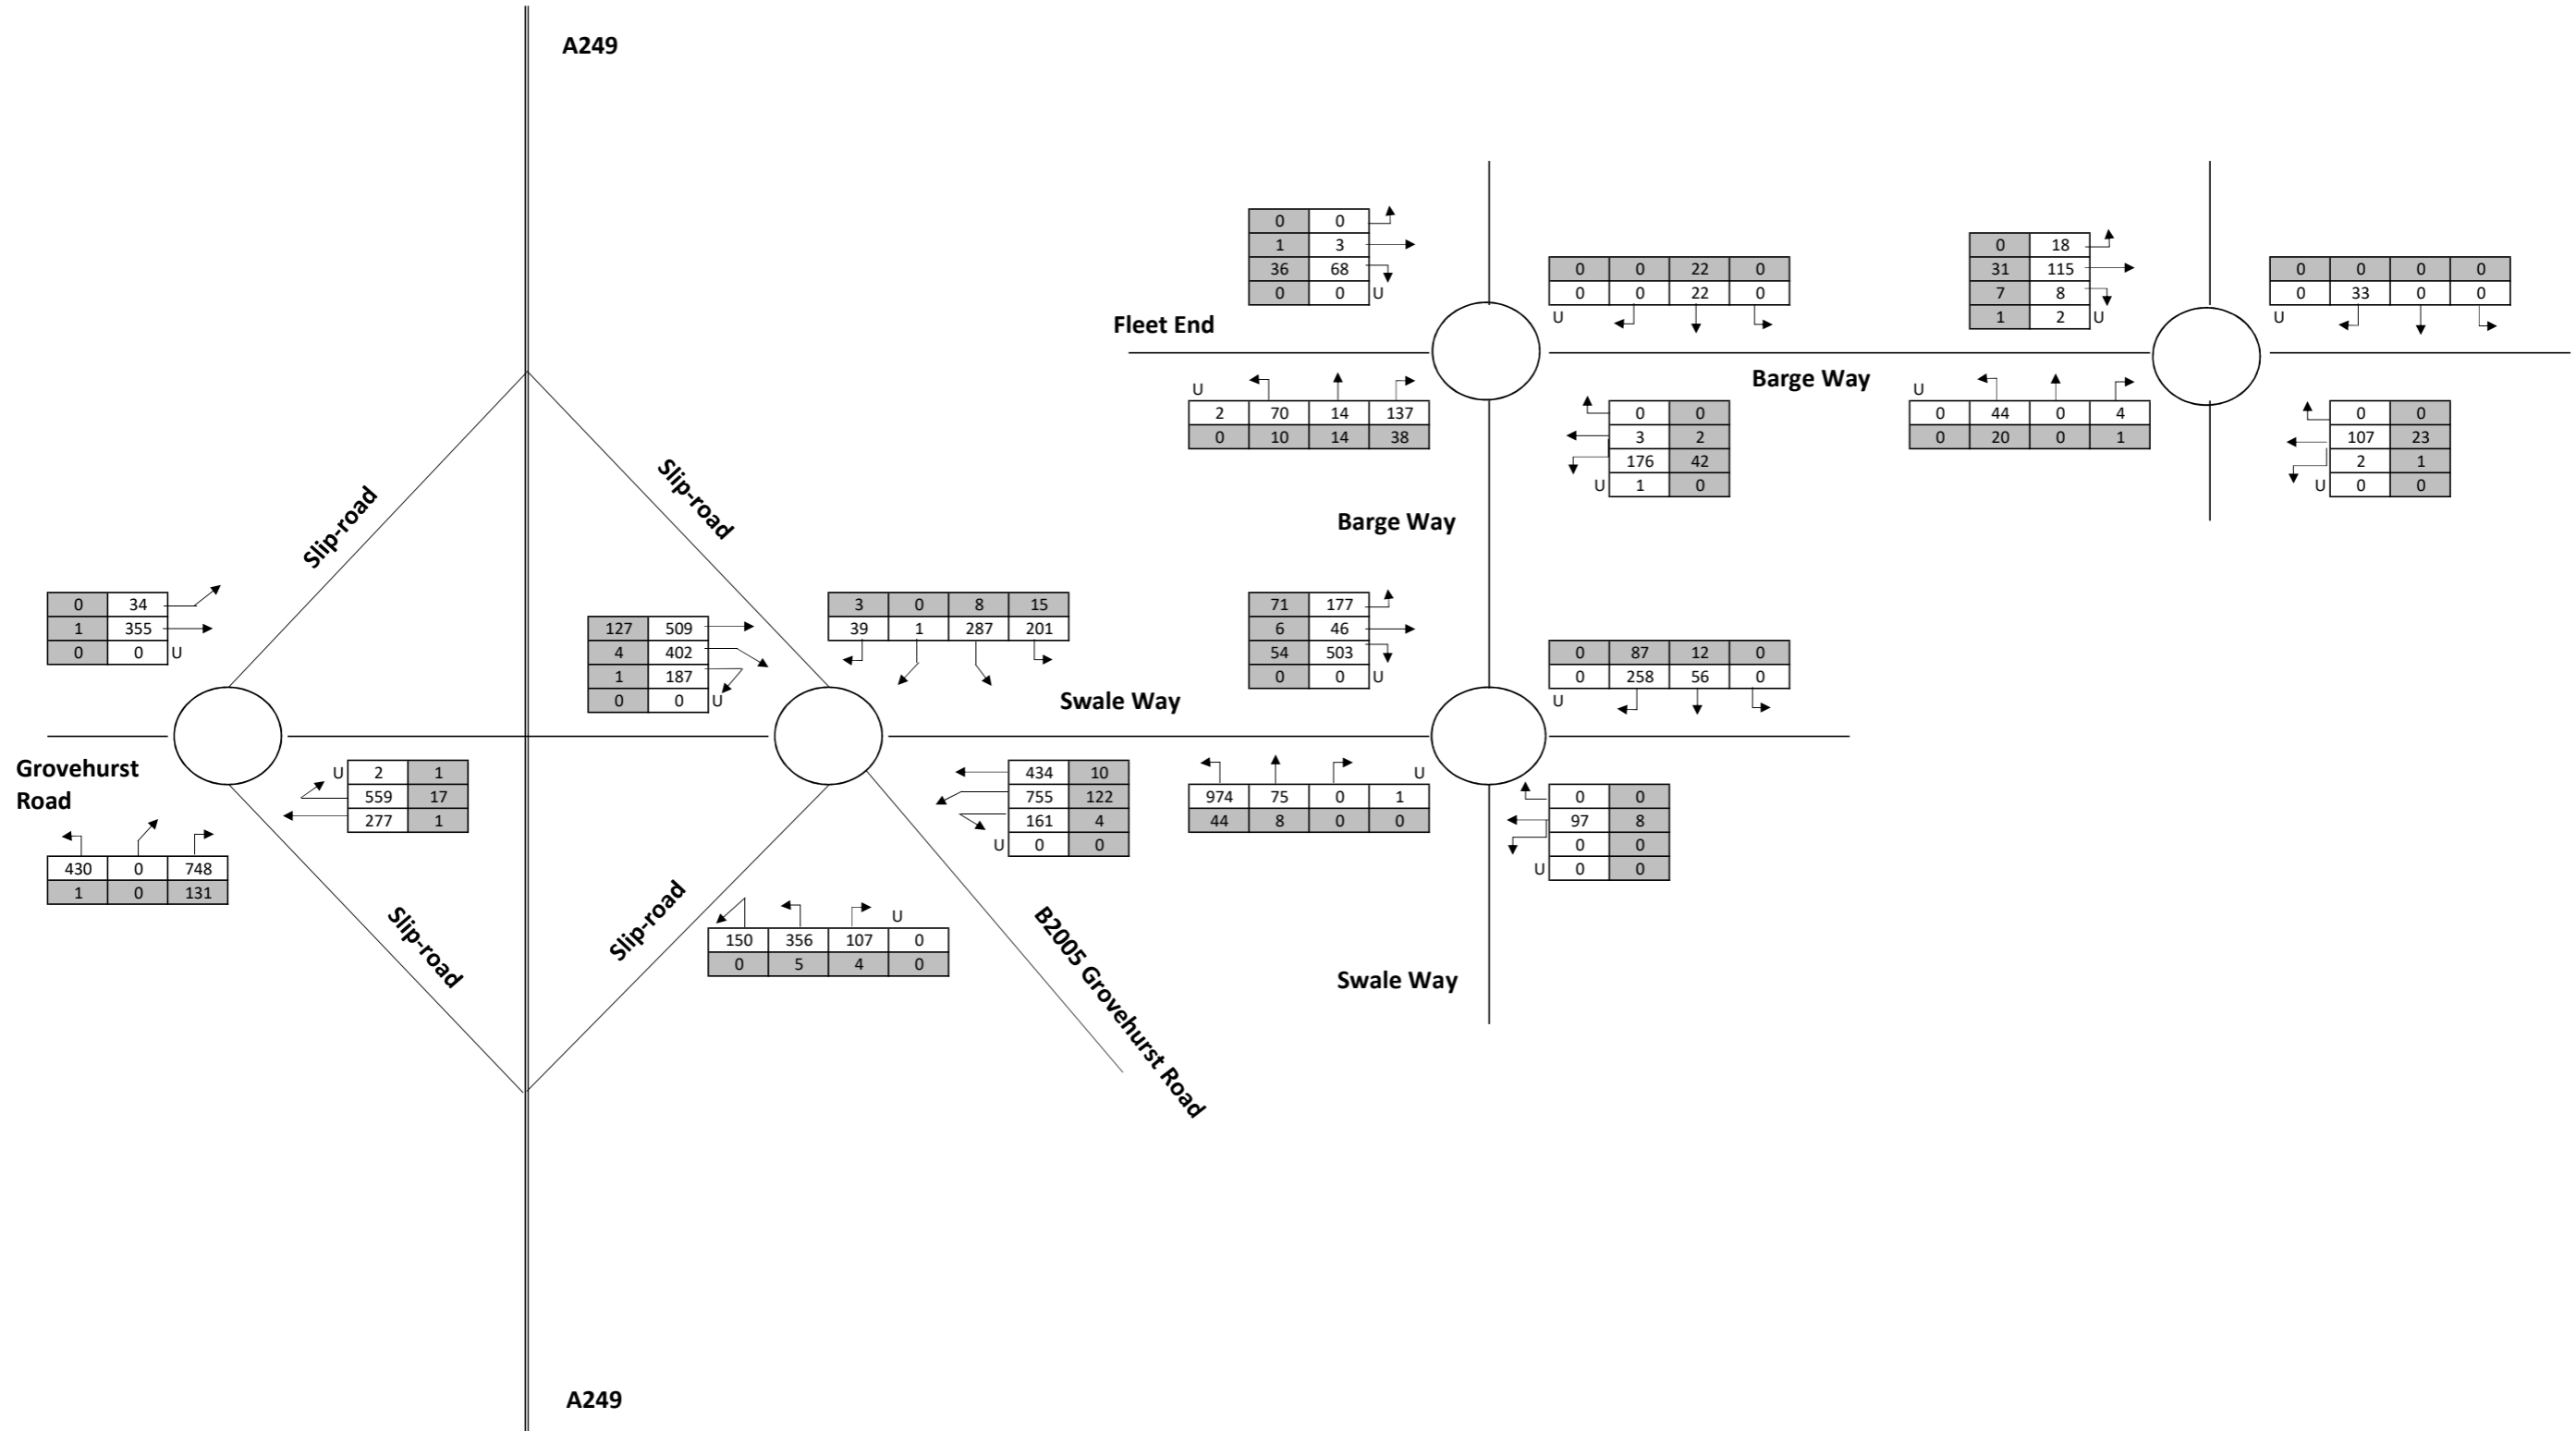 A249
0 0
1 3
36 68
0 0 U
0 0 22 0
0 0 22 0
U
0 18
31 115
7 8
1 2 U
0 0 0 0
0 33 0 0
U
Fleet End
Barge Way
U
2 70 14 137
0 10 14 38
0 0
3 2
176 42
U 1 0
U
0 44 0 4
0 20 0 1
0 0
107 23
2 1
U 0 0
Slip-road
Slip-road
Barge Way
0 34
1 355
0 0 U
127 509
4 402
1 187
0 0 U
3 0 8 15
39 1 287 201
71 177
6 46
54 503
0 0 U
0 87 12 0
0 258 56 0
U
Swale Way
Grovehurst
Road
U 2 1
559 17
277 1
430 0 748
1 0 131
434 10
755 122
161 4
U 0 0
U
974 75 0 1
44 8 0 0
0 0
97 8
0 0
U 0 0
Slip-road
Slip-road
U
150 356 107 0
0 5 4 0
B2005 Grovehurst Road
Swale Way
A249